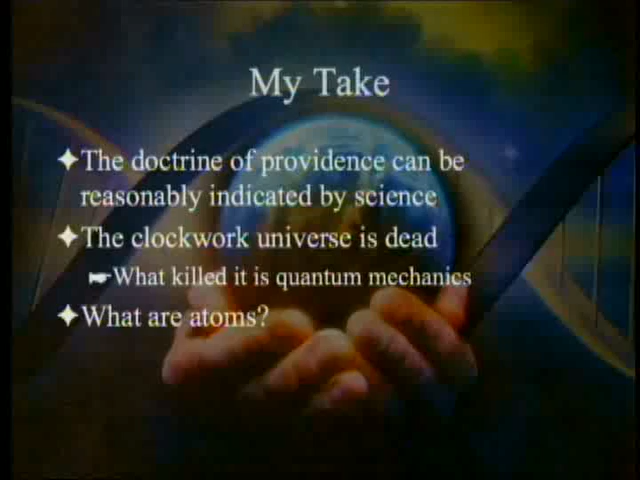 My Take
The doctrine of providence can be
reasonably indicated by science
The clockwork universe is dead
What killed it is quantum mechanics
What are atoms?